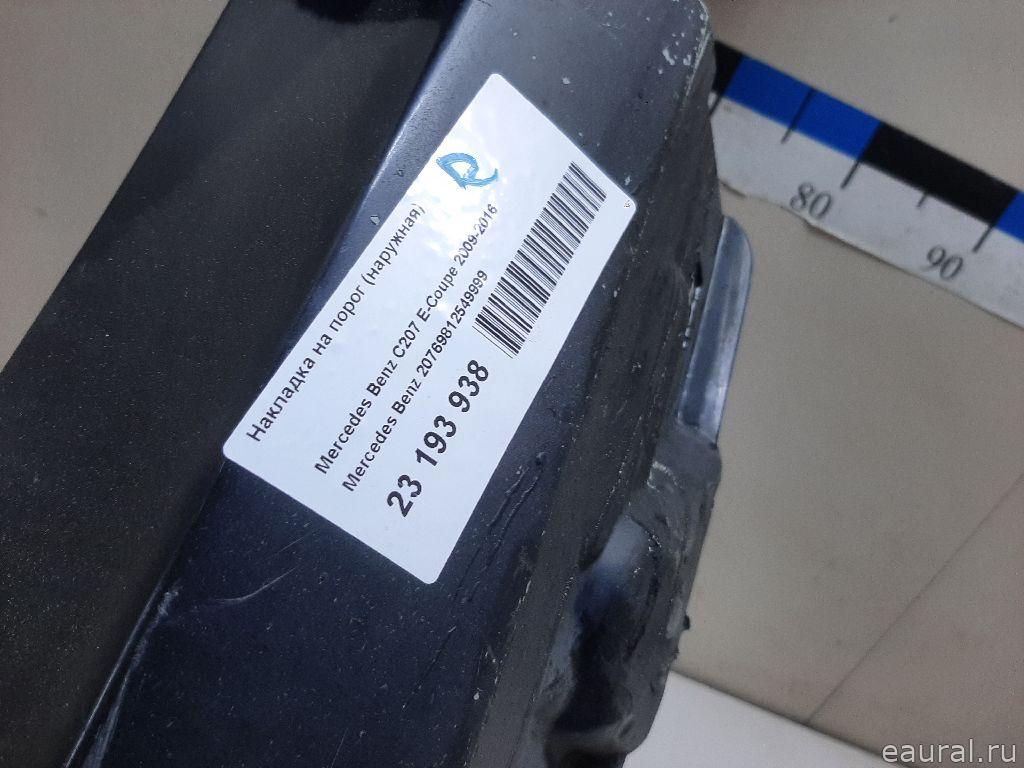 Накладка на порог (наружная)
Mercedes Benz C207 E-Coupe 2009-2016
Mercedes Benz 20769812549999
23 193 938
80
90
eaural.ru